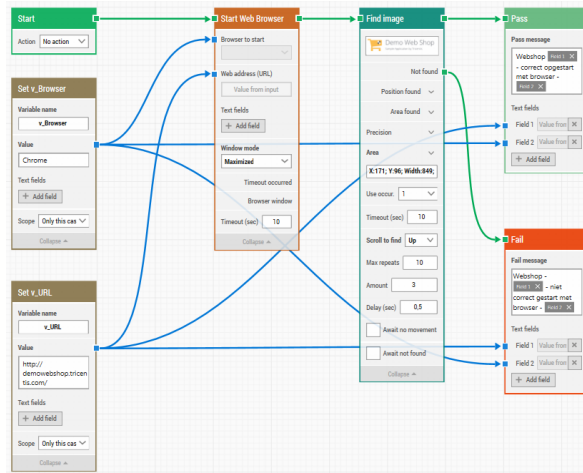 Start
Action No action
Set v_Browser
Variable name
v_Browser
Value
Chrome
Text fields
+ Add field
Scope Only this cas
Collapse
Set v_URL
Variable name
v_URL
Value
http://
demowebshop.tricen
tis.com/
Text fields
+ Add field
Scope Only this cas
Collapse
Start Web Browser
Browser to start
Web address (URL)
Value from input
Text fields
+ Add field
Window mode
Maximized
Timeout occurred
Browser window
Timeout (sec) 10
Collapse
Find image
Demo Web Shop
Not found
Position found
Area found
Precision
Area
X:171; Y:96; Width:849;
Use occur. 1
Timeout (sec) 10
Scroll to find Up
Max repeats 10
Amount 3
Delay (sec) 0,5
Await no movement
Await not found
Collapse
Pass
Pass message
Webshop Field 1 X
- correct opgestart
met browser -
Field 2 X
Text fields
Field 1 Value fron X
Field 2 Value fron X
+ Add field
Fail
Fail message
Webshop -
Field 1 X - niet
correct gestart met
browser - Field 2 X
Text fields
Field 1 Value fron X
Field 2 Value fron X
+ Add field